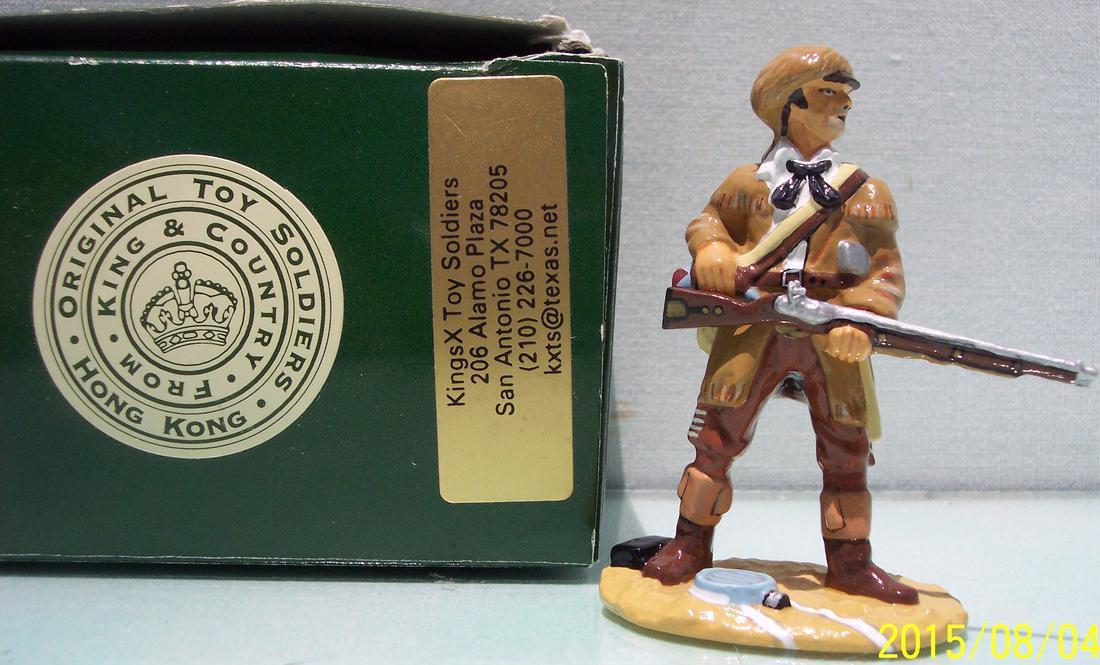 ORIGINAL TOY SOLDIERS
• HONG KONG •
KING & COUNTRY
• FROM •
KingsX Toy Soldiers
206 Alamo Plaza
San Antonio TX 78205
(210) 226-7000
kxts@texas.net
2015/08/04